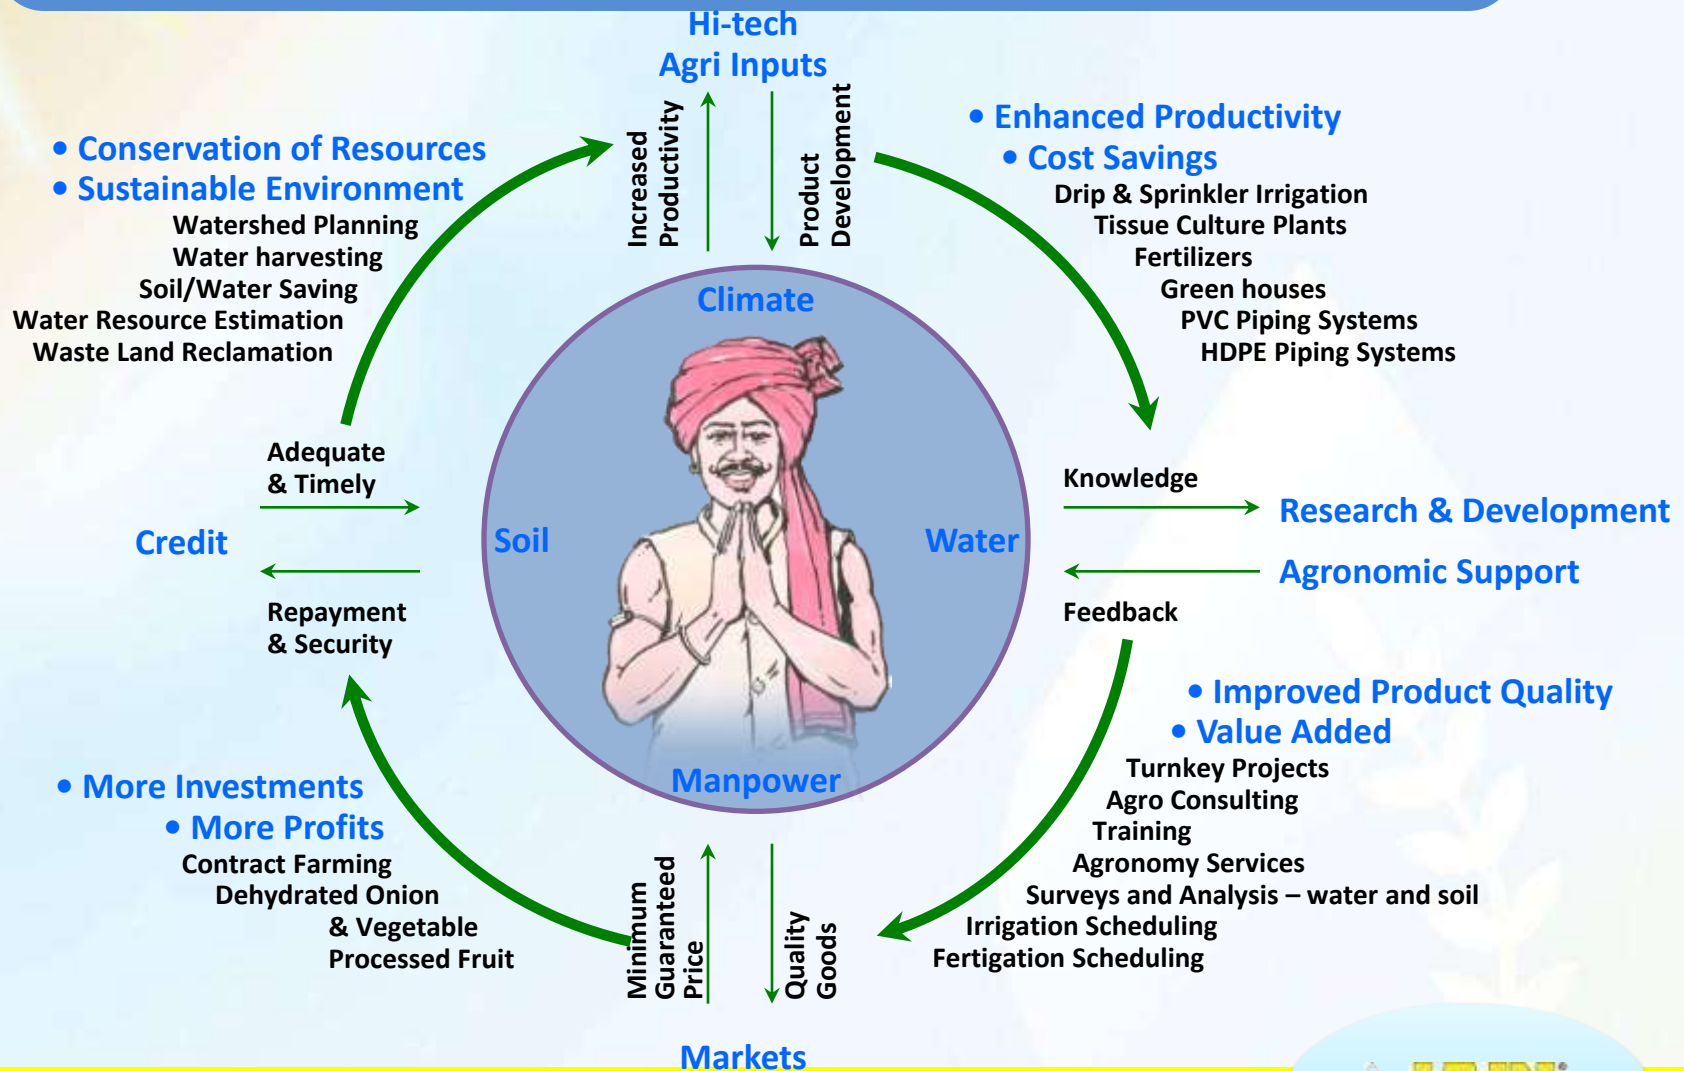 Hi-tech
Agri Inputs
Increased
Productivity
Product
Development
• Conservation of Resources
• Sustainable Environment
Watershed Planning
Water harvesting
Soil/Water Saving
Water Resource Estimation
Waste Land Reclamation
• Enhanced Productivity
• Cost Savings
Drip & Sprinkler Irrigation
Tissue Culture Plants
Fertilizers
Green houses
PVC Piping Systems
HDPE Piping Systems
Climate
Soil
Water
Manpower
Adequate
& Timely
Credit
Repayment
& Security
Knowledge
Research & Development
Agronomic Support
Feedback
• Improved Product Quality
• Value Added
Turnkey Projects
Agro Consulting
Training
Agronomy Services
Surveys and Analysis – water and soil
Irrigation Scheduling
Fertigation Scheduling
• More Investments
• More Profits
Contract Farming
Dehydrated Onion
& Vegetable
Processed Fruit
Minimum
Guaranteed
Price
Quality
Goods
Markets